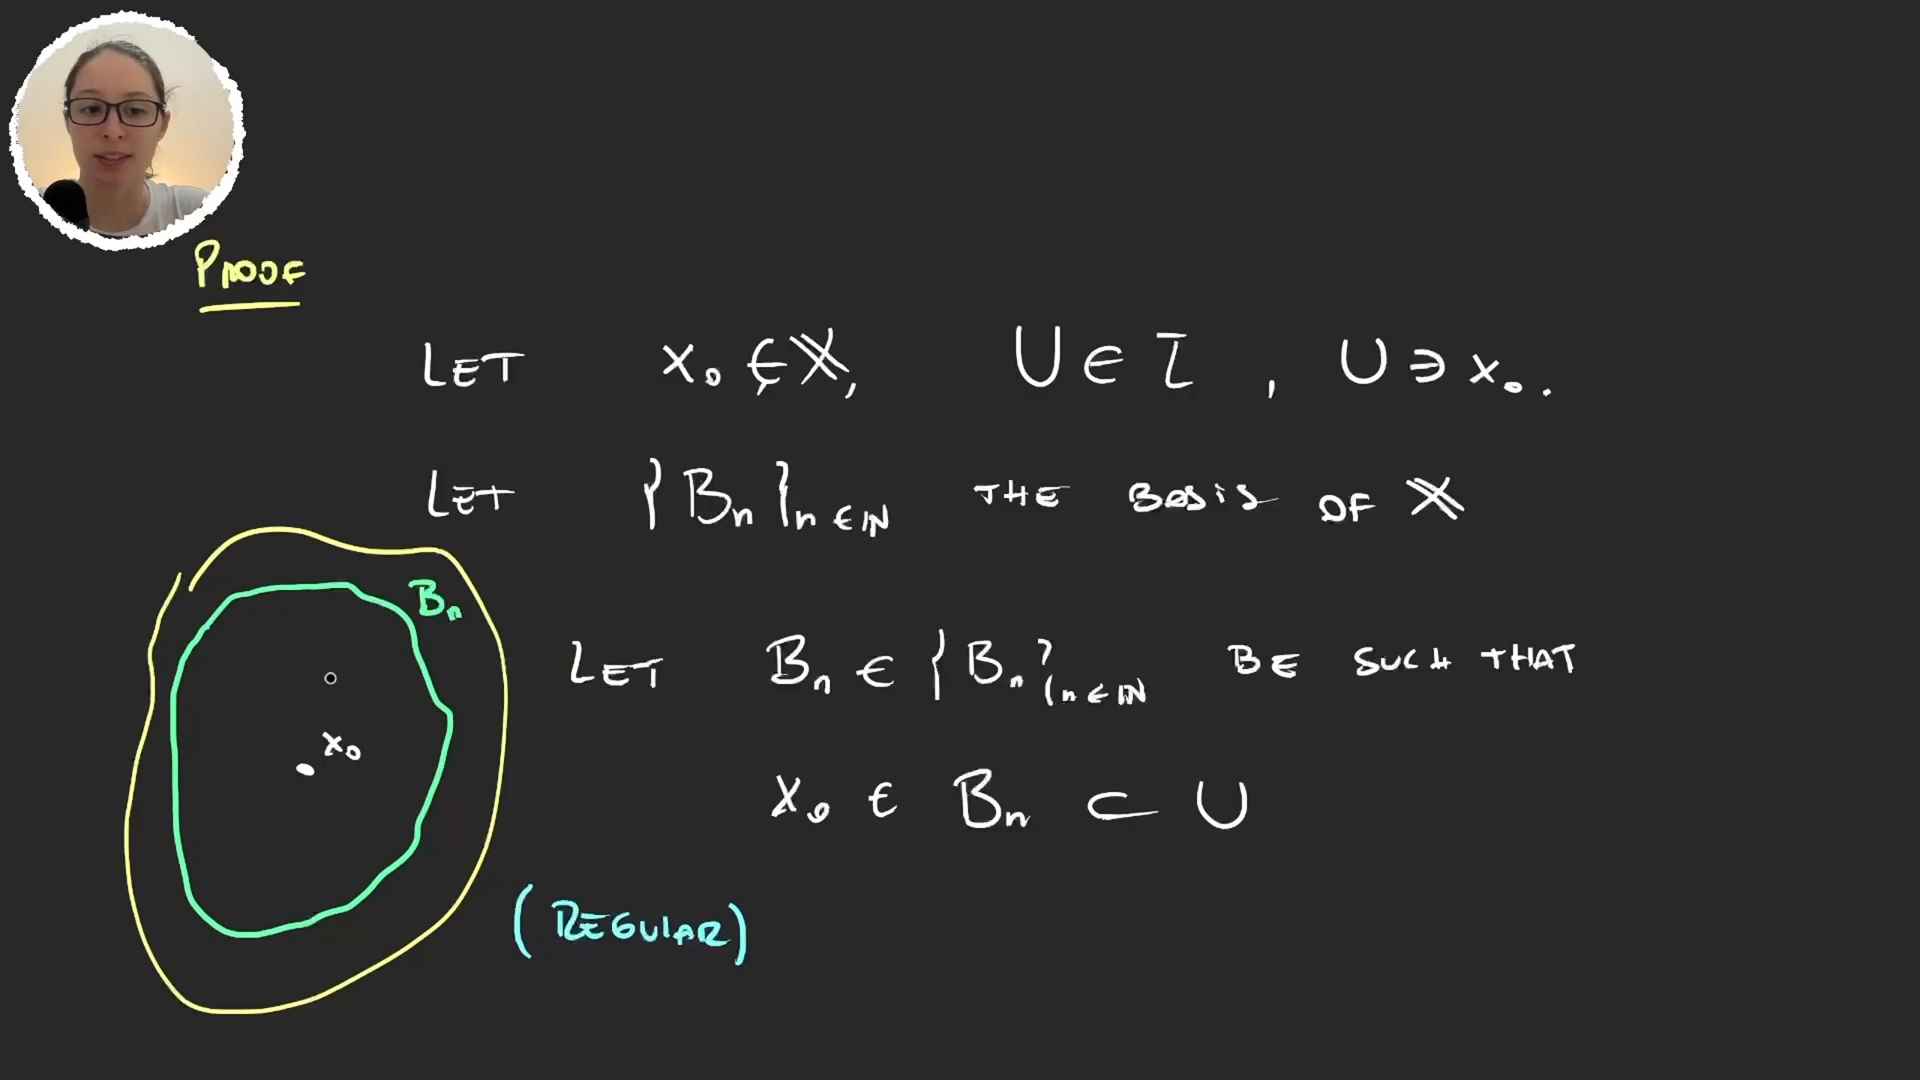 PROOF
LET x₀ ∈ 𝕏, U ∈ τ, U ∋ x₀.
LET {Bₙ}ₙ∈ℕ THE BASIS OF 𝕏
Bₙ
LET Bₙ ∈ {Bₙ}ₙ∈ℕ BE SUCH THAT
x₀
x₀ ∈ Bₙ ⊂ U
(REGULAR)